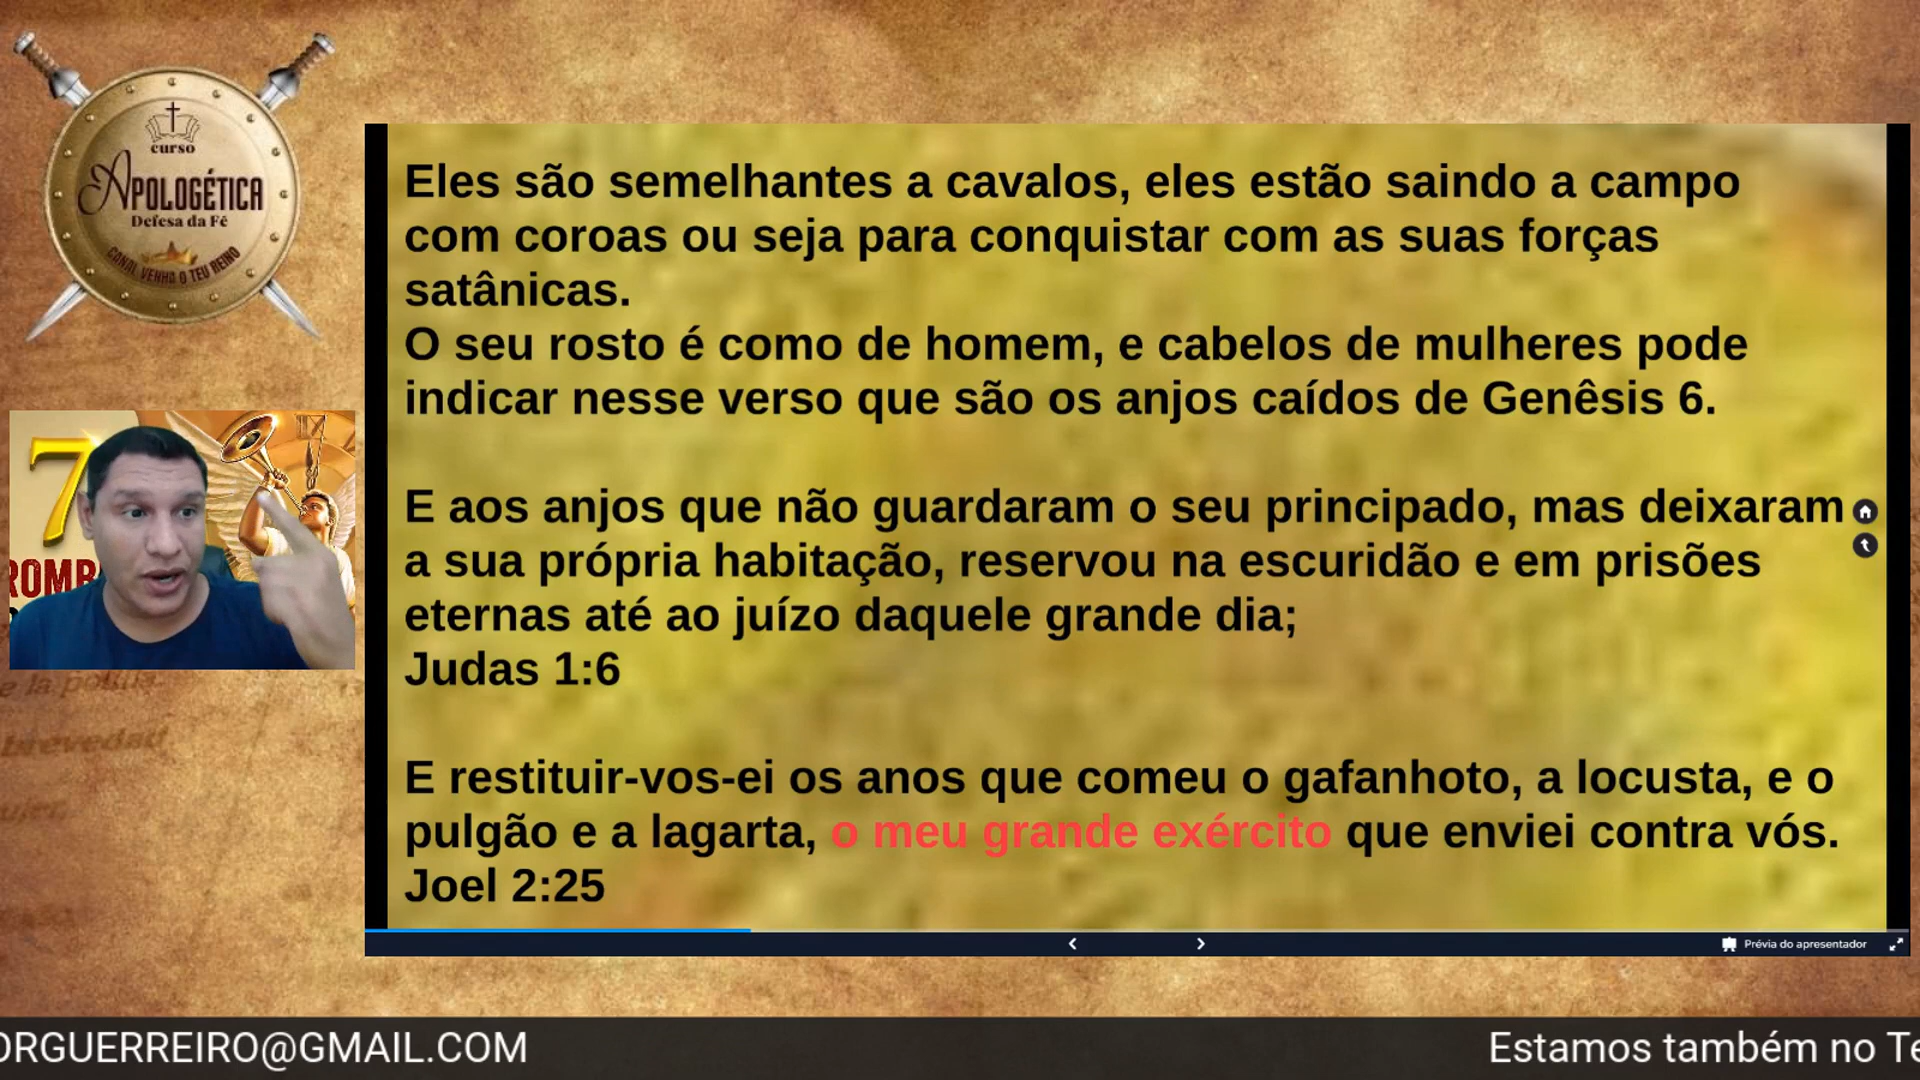 curso
APOLOGÉTICA
Defesa da Fé
CANAL VENHA O TEU REINO
7
Eles são semelhantes a cavalos, eles estão saindo a campo
com coroas ou seja para conquistar com as suas forças
satânicas.
O seu rosto é como de homem, e cabelos de mulheres pode
indicar nesse verso que são os anjos caídos de Genêsis 6.
E aos anjos que não guardaram o seu principado, mas deixaram
a sua própria habitação, reservou na escuridão e em prisões
eternas até ao juízo daquele grande dia;
Judas 1:6
E restituir-vos-ei os anos que comeu o gafanhoto, a locusta, e o
pulgão e a lagarta, o meu grande exército que enviei contra vós.
Joel 2:25
Prévia do apresentador
brevedad
ORGUERREIRO@GMAIL.COM
Estamos também no Te